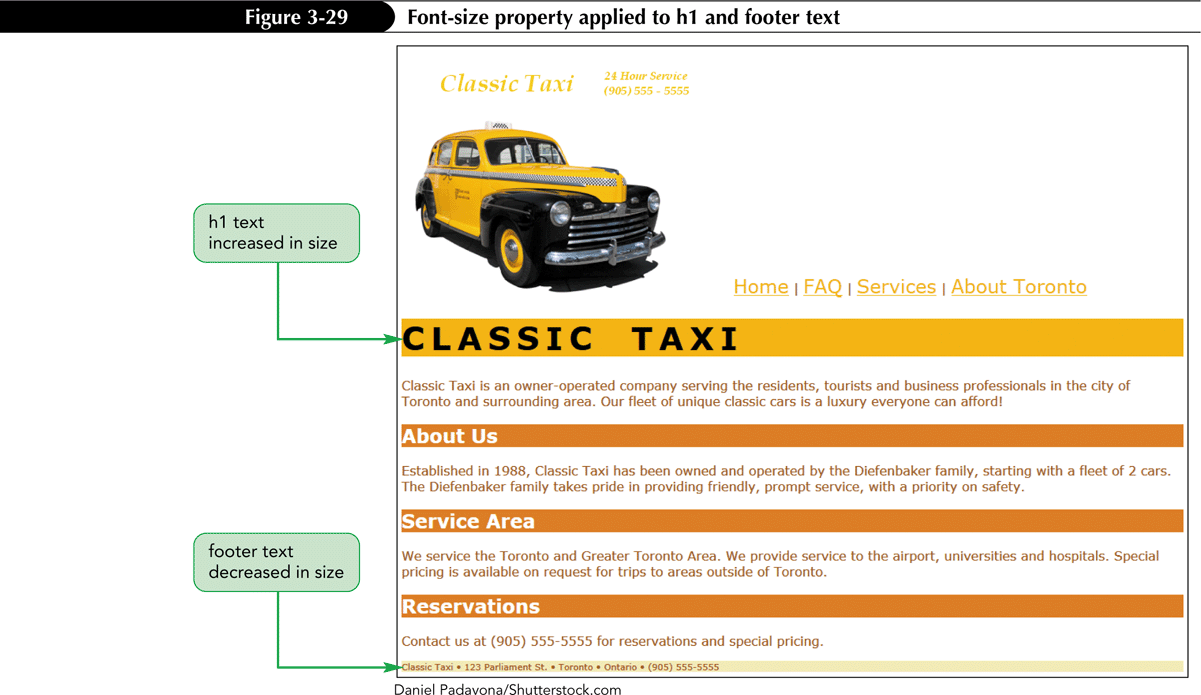 Figure 3-29 Font-size property applied to h1 and footer text
Classic Taxi
24 Hour Service
(905) 555 - 5555
h1 text
increased in size
Home | FAQ | Services | About Toronto
CLASSIC TAXI
Classic Taxi is an owner-operated company serving the residents, tourists and business professionals in the city of
Toronto and surrounding area. Our fleet of unique classic cars is a luxury everyone can afford!
About Us
Established in 1988, Classic Taxi has been owned and operated by the Diefenbaker family, starting with a fleet of 2 cars.
The Diefenbaker family takes pride in providing friendly, prompt service, with a priority on safety.
Service Area
We service the Toronto and Greater Toronto Area. We provide service to the airport, universities and hospitals. Special
pricing is available on request for trips to areas outside of Toronto.
footer text
decreased in size
Reservations
Contact us at (905) 555-5555 for reservations and special pricing.
Classic Taxi • 123 Parliament St. • Toronto • Ontario • (905) 555-5555
Daniel Padavona/Shutterstock.com